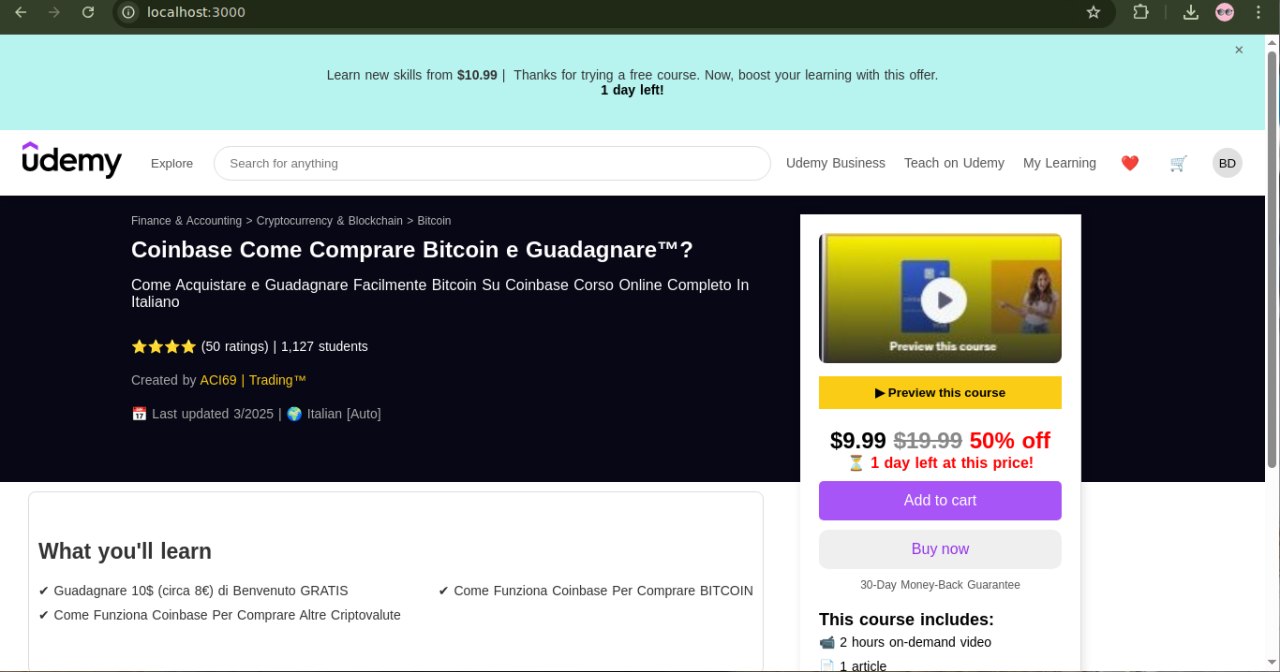 localhost:3000
×
Learn new skills from $10.99 | Thanks for trying a free course. Now, boost your learning with this offer.
1 day left!
udemy
Explore
Search for anything
Udemy Business
Teach on Udemy
My Learning
BD
Finance & Accounting > Cryptocurrency & Blockchain > Bitcoin
Coinbase Come Comprare Bitcoin e Guadagnare™?
Come Acquistare e Guadagnare Facilmente Bitcoin Su Coinbase Corso Online Completo In
Italiano
⭐⭐⭐⭐ (50 ratings) | 1,127 students
Created by ACI69 | Trading™
📅 Last updated 3/2025 | 🌍 Italian [Auto]
Preview this course
▶ Preview this course
$9.99 $19.99 50% off
⏳ 1 day left at this price!
Add to cart
Buy now
30-Day Money-Back Guarantee
This course includes:
📹 2 hours on-demand video
📄 1 article
What you'll learn
✔ Guadagnare 10$ (circa 8€) di Benvenuto GRATIS
✔ Come Funziona Coinbase Per Comprare BITCOIN
✔ Come Funziona Coinbase Per Comprare Altre Criptovalute